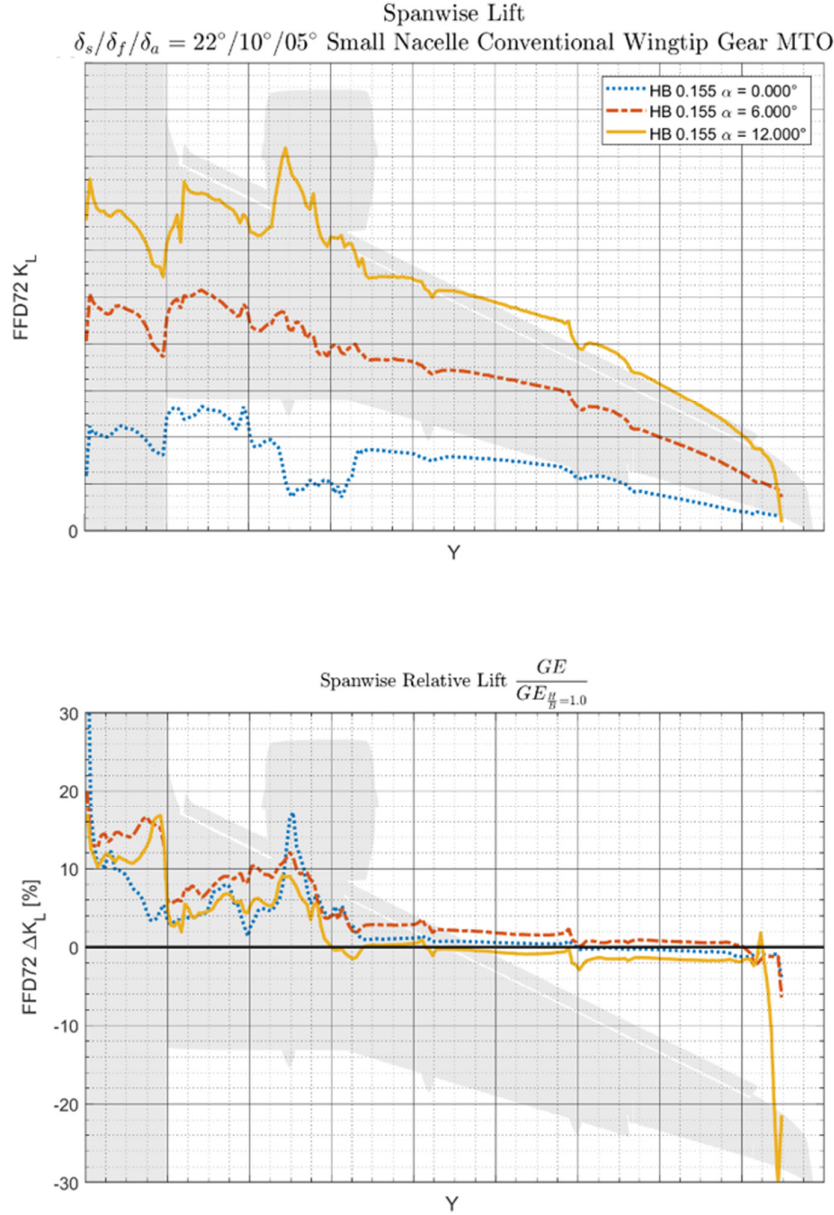 Spanwise Lift
δs/δf/δa = 22°/10°/05° Small Nacelle Conventional Wingtip Gear MTO
HB 0.155 α = 0.000°
HB 0.155 α = 6.000°
HB 0.155 α = 12.000°
FFD72 KL
0
Y
Spanwise Relative Lift GE/GE H/B=1.0
30
20
10
0
-10
-20
-30
FFD72 ΔKL [%]
Y